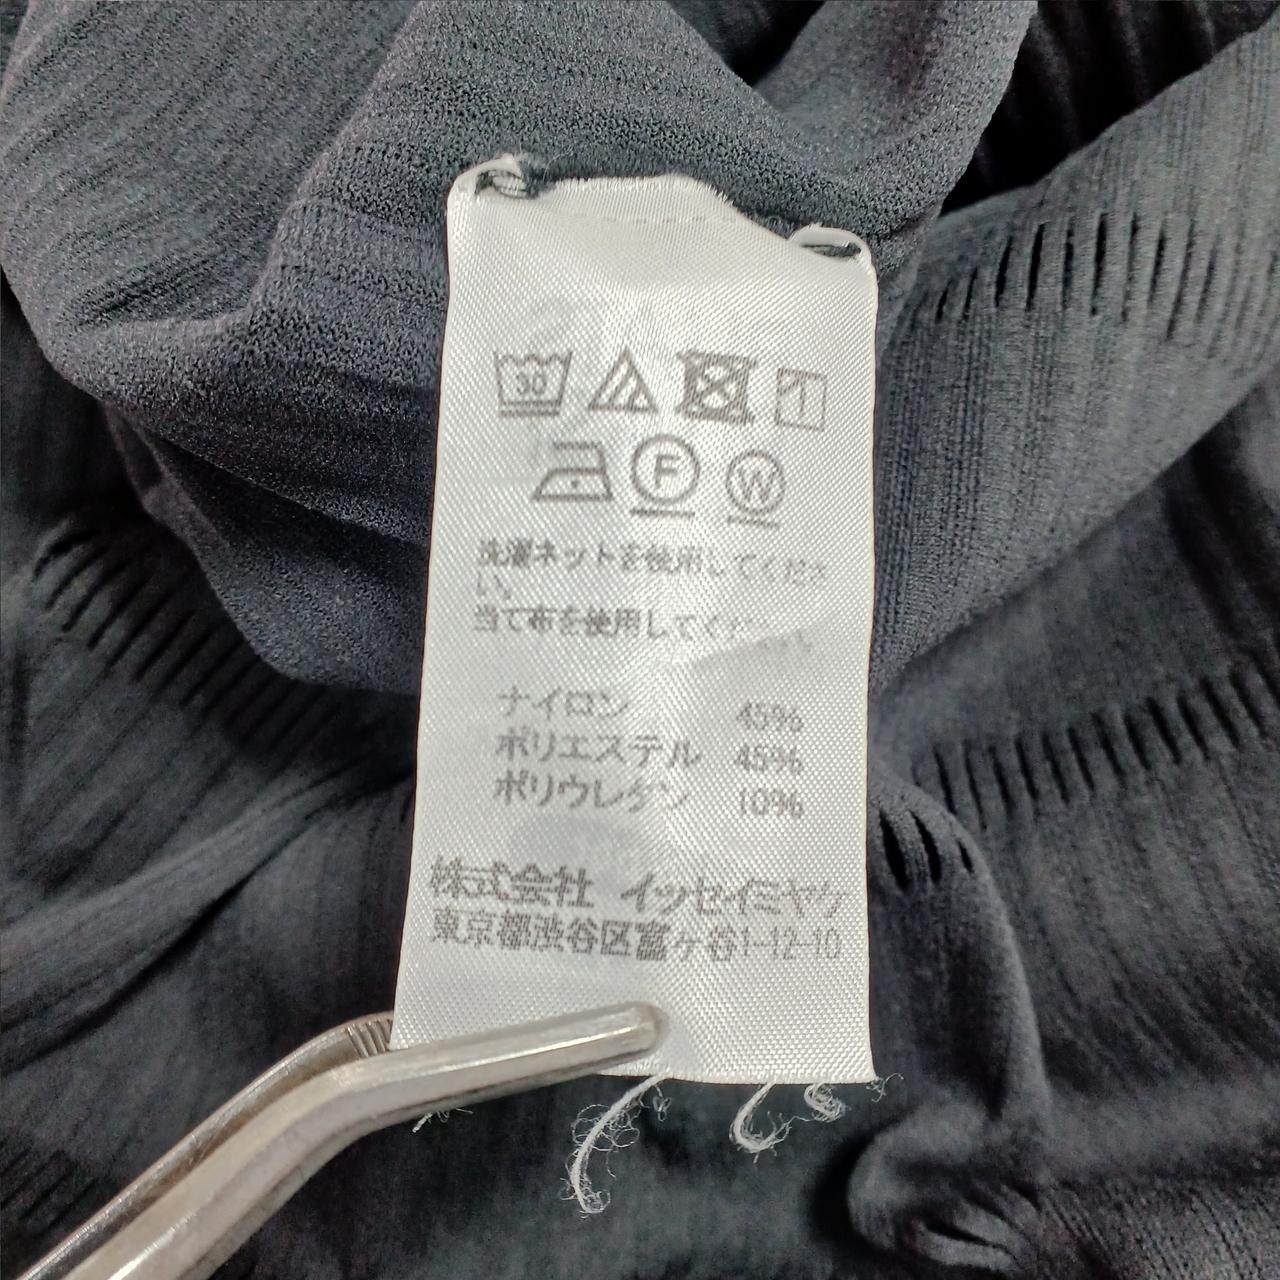 30
F W
洗濯ネットを使用してくださ
い。
当て布を使用してください
ナイロン 45%
ポリエステル 45%
ポリウレタン 10%
株式会社 イッセイミヤケ
東京都渋谷区富ヶ谷1-12-10